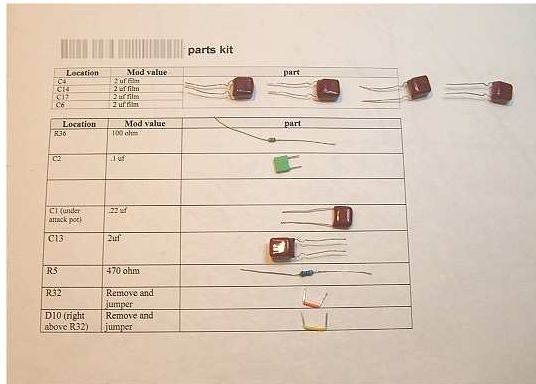 parts kit
Location Mod value part
C4 2 uf film
C14 2 uf film
C17 2 uf film
C6 2 uf film
Location Mod value part
R36 100 ohm
C2 .1 uf
C1 (under .22 uf
attack pot)
C13 2uf
R5 470 ohm
R32 Remove and
jumper
D10 (right Remove and
above R32) jumper